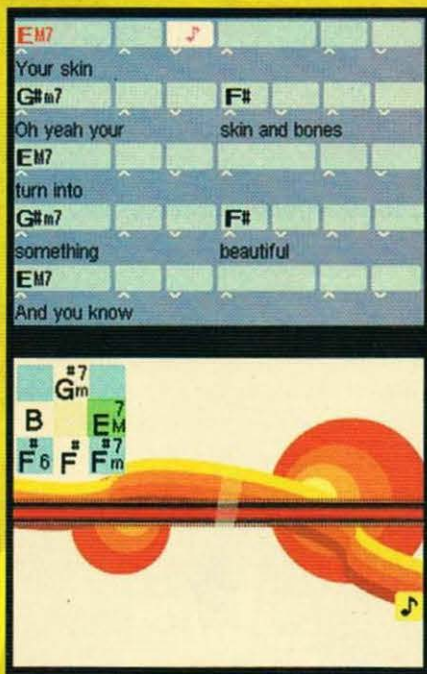 EM7 ♪
Your skin
G#m7 F#
Oh yeah your skin and bones
EM7
turn into
G#m7 F#
something beautiful
EM7
And you know
G#m7
B EM7
F#6 F# F#m7
♪